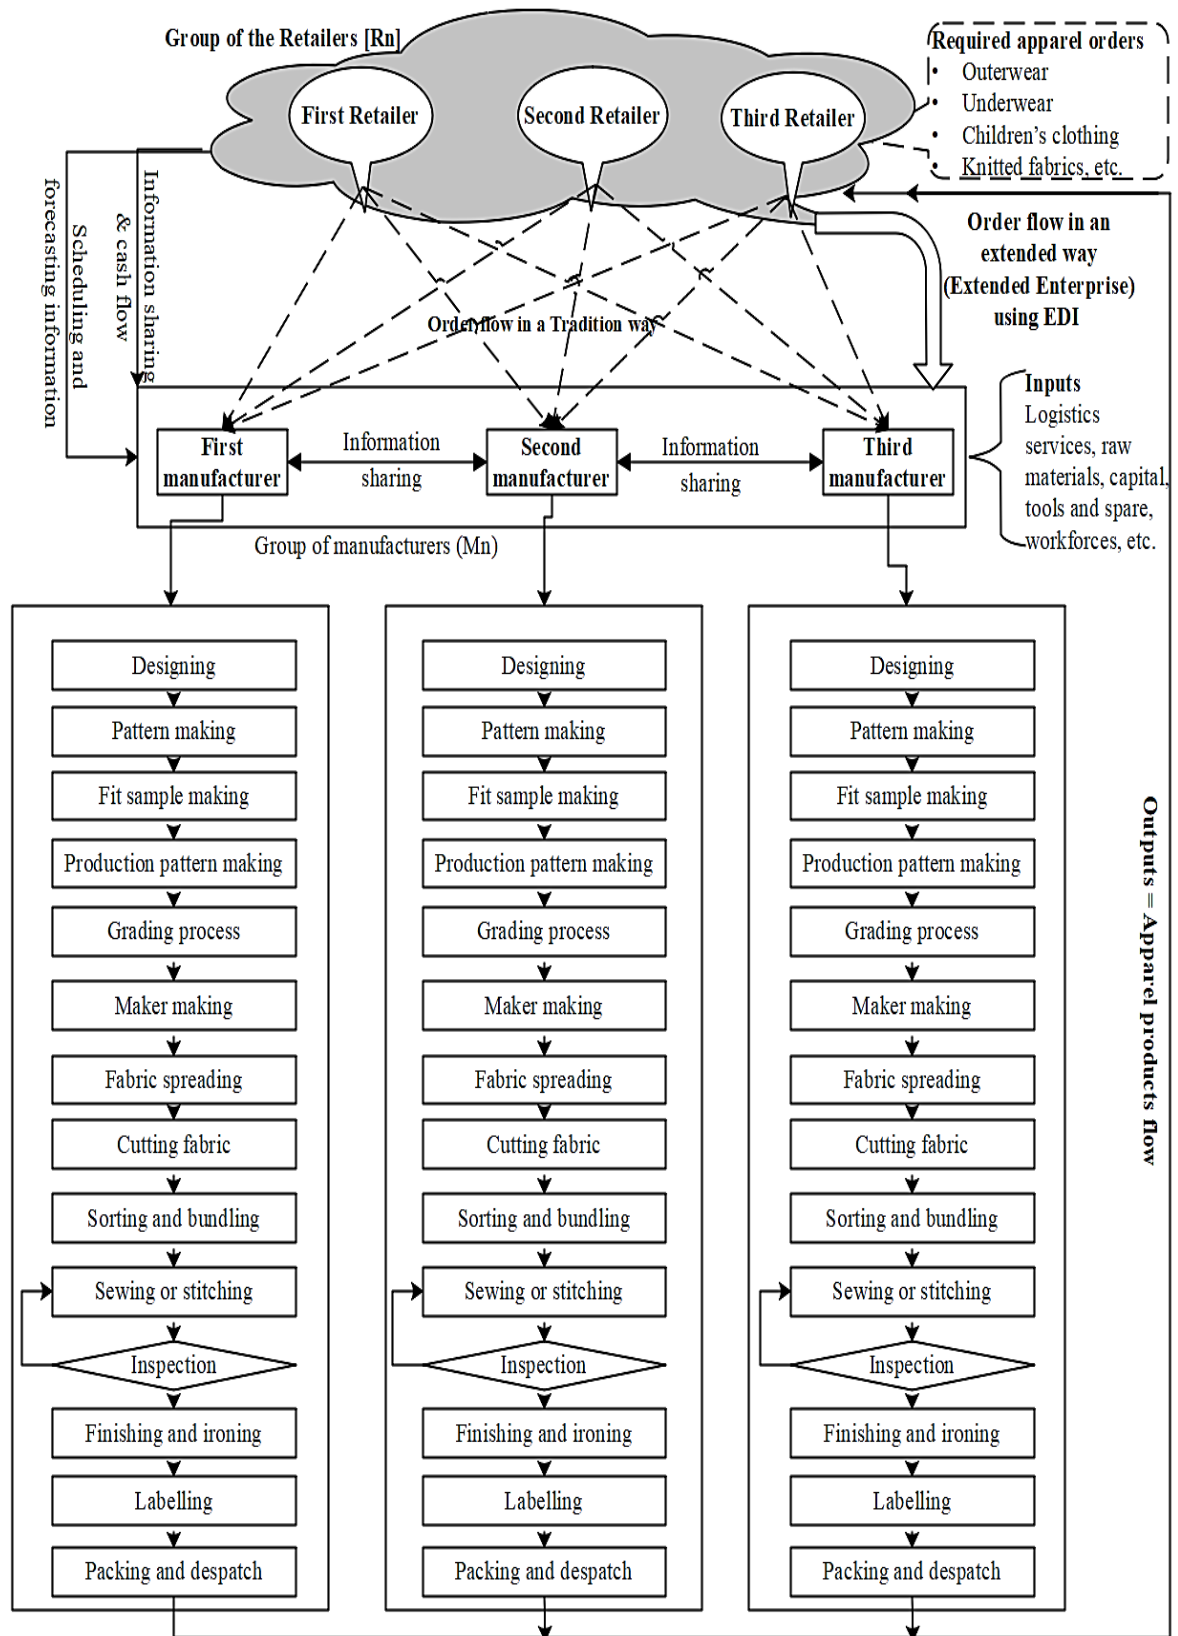 Group of the Retailers [Rn]
First Retailer
Second Retailer
Third Retailer
Required apparel orders
• Outerwear
• Underwear
• Children's clothing
• Knitted fabrics, etc.
Scheduling and
forecasting information
Information sharing
& cash flow
Order flow in an
extended way
(Extended Enterprise)
using EDI
Order flow in a Tradition way
First
manufacturer
Information
sharing
Second
manufacturer
Information
sharing
Third
manufacturer
Inputs
Logistics
services, raw
materials, capital,
tools and spare,
workforces, etc.
Group of manufacturers (Mn)
Designing
Pattern making
Fit sample making
Production pattern making
Grading process
Maker making
Fabric spreading
Cutting fabric
Sorting and bundling
Sewing or stitching
Inspection
Finishing and ironing
Labelling
Packing and despatch
Designing
Pattern making
Fit sample making
Production pattern making
Grading process
Maker making
Fabric spreading
Cutting fabric
Sorting and bundling
Sewing or stitching
Inspection
Finishing and ironing
Labelling
Packing and despatch
Designing
Pattern making
Fit sample making
Production pattern making
Grading process
Maker making
Fabric spreading
Cutting fabric
Sorting and bundling
Sewing or stitching
Inspection
Finishing and ironing
Labelling
Packing and despatch
Outputs = Apparel products flow